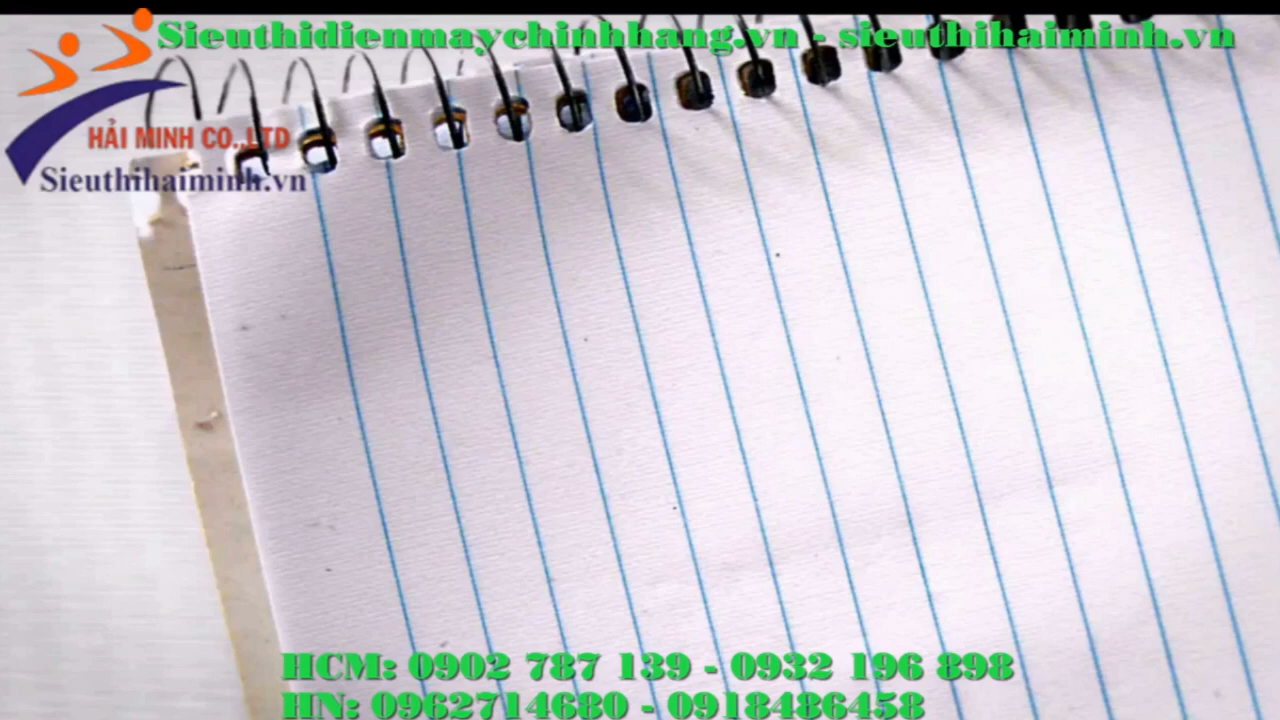 Sieuthidienmaychinhhang.vn - sieuthihaiminh.vn
HẢI MINH CO.,LTD
Sieuthihaiminh.vn
HCM: 0902 787 139 - 0932 196 898
HN: 0962714680 - 0918486458